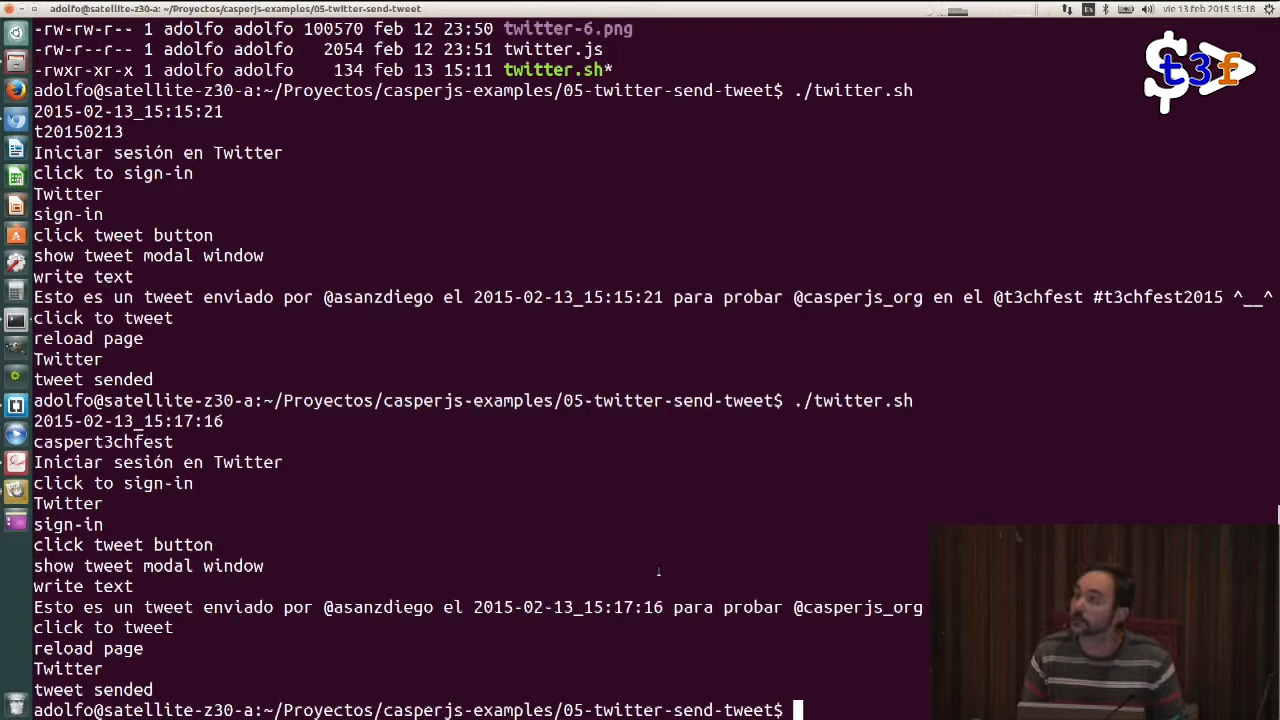 adolfo@satellite-z30-a: ~/Proyectos/casperjs-examples/05-twitter-send-tweet
Es
vie 13 feb 2015 15:18
-rw-rw-r-- 1 adolfo adolfo 100570 feb 12 23:50 twitter-6.png
-rw-r--r-- 1 adolfo adolfo   2054 feb 12 23:51 twitter.js
-rwxr-xr-x 1 adolfo adolfo    134 feb 13 15:11 twitter.sh*
$t3f
adolfo@satellite-z30-a:~/Proyectos/casperjs-examples/05-twitter-send-tweet$ ./twitter.sh
2015-02-13_15:15:21
t20150213
Iniciar sesión en Twitter
click to sign-in
Twitter
sign-in
click tweet button
show tweet modal window
write text
Esto es un tweet enviado por @asanzdiego el 2015-02-13_15:15:21 para probar @casperjs_org en el @t3chfest #t3chfest2015 ^__^
click to tweet
reload page
Twitter
tweet sended
adolfo@satellite-z30-a:~/Proyectos/casperjs-examples/05-twitter-send-tweet$ ./twitter.sh
2015-02-13_15:17:16
caspert3chfest
Iniciar sesión en Twitter
click to sign-in
Twitter
sign-in
click tweet button
show tweet modal window
write text
Esto es un tweet enviado por @asanzdiego el 2015-02-13_15:17:16 para probar @casperjs_org
click to tweet
reload page
Twitter
tweet sended
adolfo@satellite-z30-a:~/Proyectos/casperjs-examples/05-twitter-send-tweet$